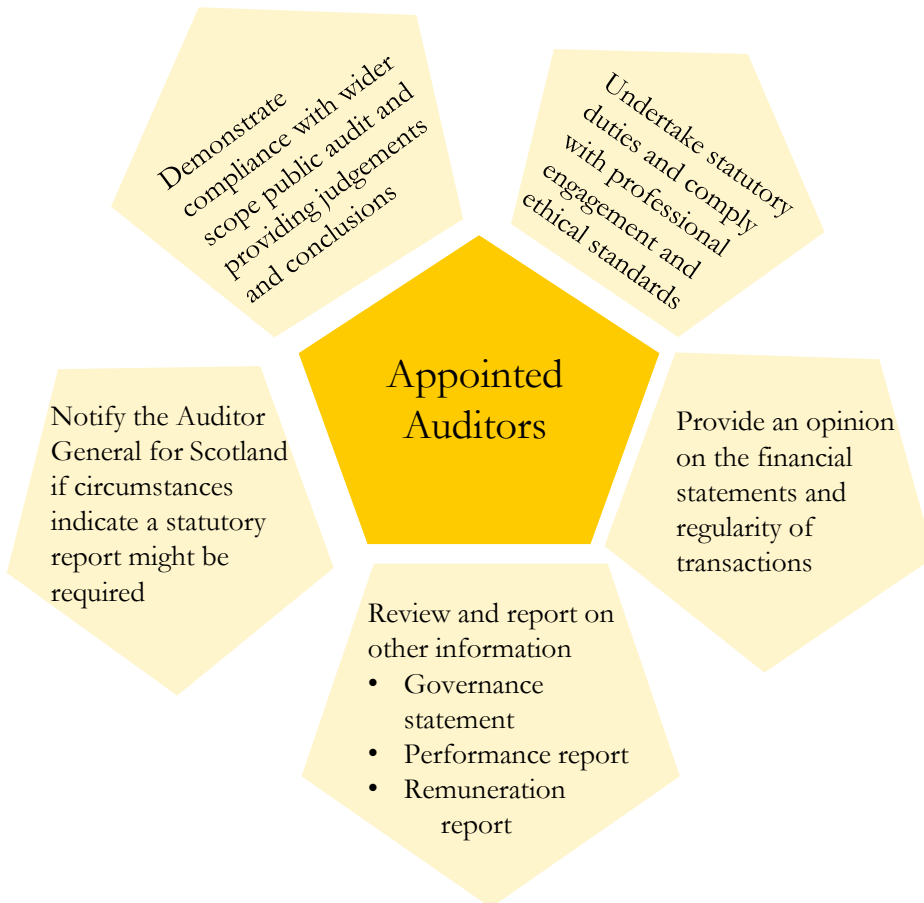 Demonstrate
compliance with wider
scope public audit and
providing judgements
and conclusions
Undertake statutory
duties and comply
with professional
engagement and
ethical standards
Appointed
Auditors
Notify the Auditor
General for Scotland
if circumstances
indicate a statutory
report might be
required
Provide an opinion
on the financial
statements and
regularity of
transactions
Review and report on
other information
• Governance
statement
• Performance report
• Remuneration
report